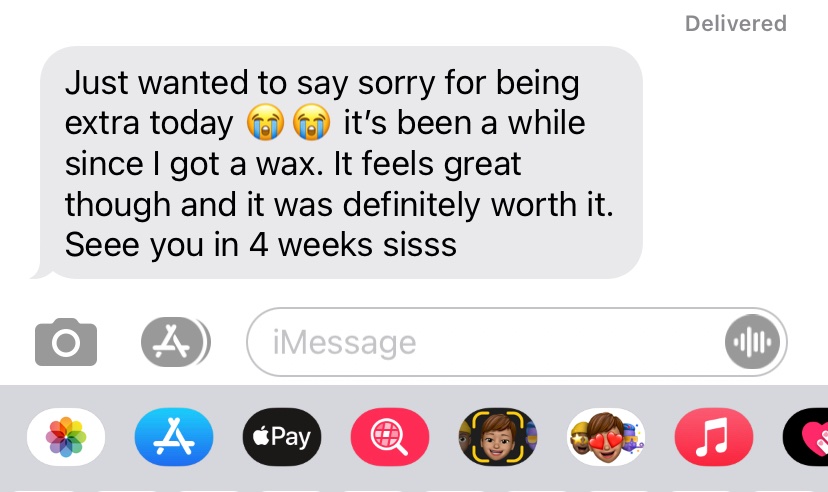 Delivered
Just wanted to say sorry for being
extra today 😭😭 it’s been a while
since I got a wax. It feels great
though and it was definitely worth it.
Seee you in 4 weeks sisss
iMessage
Pay